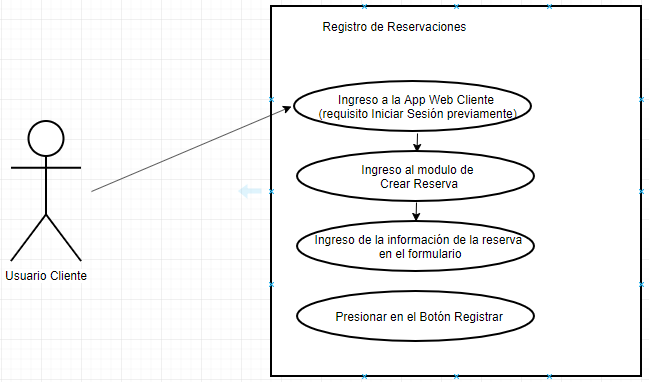 Registro de Reservaciones
Ingreso a la App Web Cliente
(requisito Iniciar Sesión previamente)
Ingreso al modulo de
Crear Reserva
Ingreso de la información de la reserva
en el formulario
Usuario Cliente
Presionar en el Botón Registrar